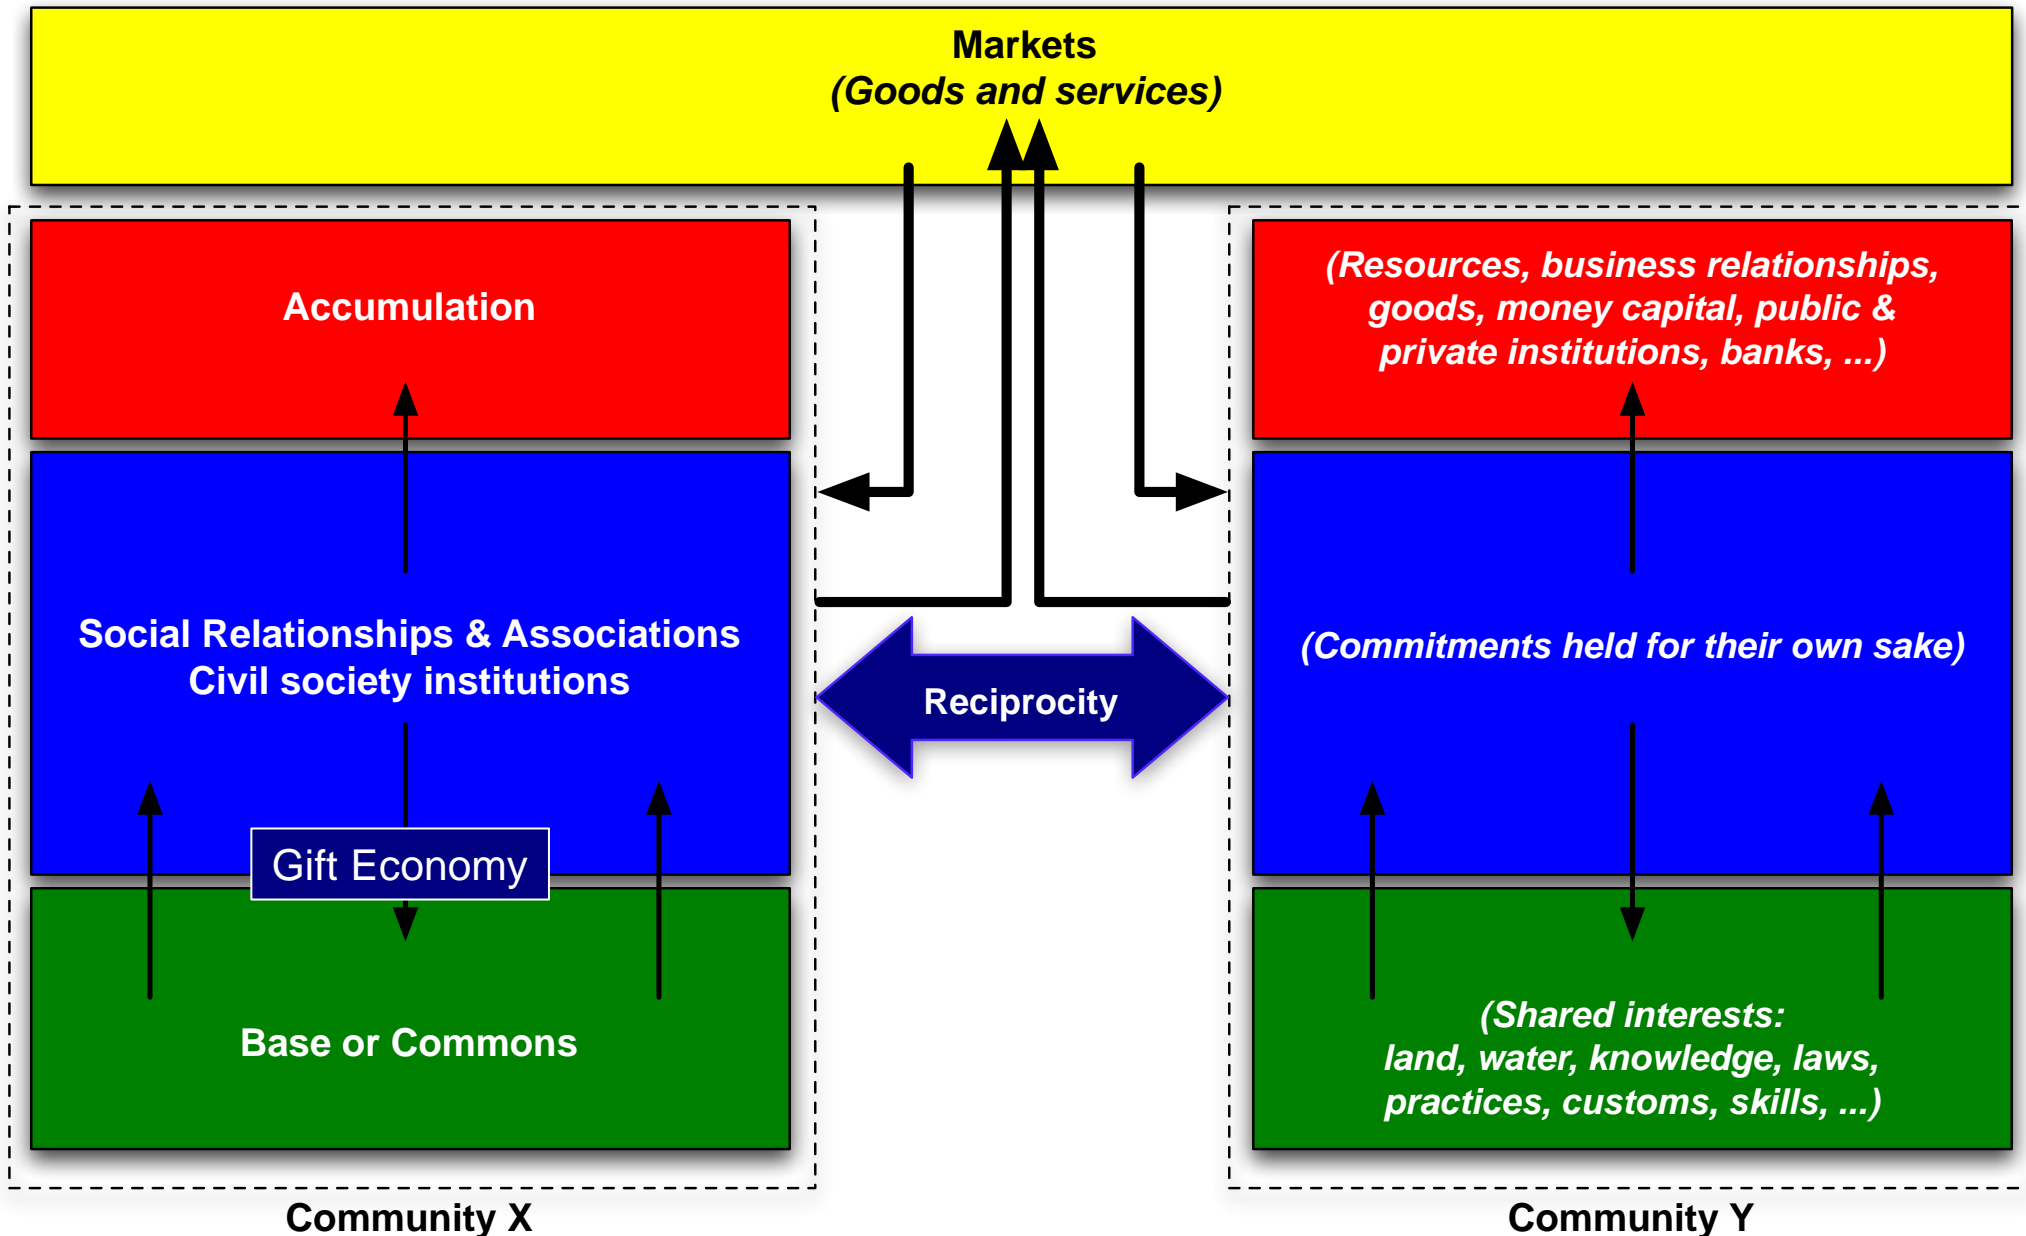 Markets
(Goods and services)
Accumulation
(Resources, business relationships,
goods, money capital, public &
private institutions, banks, ...)
Social Relationships & Associations
Civil society institutions
Reciprocity
(Commitments held for their own sake)
Gift Economy
Base or Commons
(Shared interests:
land, water, knowledge, laws,
practices, customs, skills, ...)
Community X
Community Y